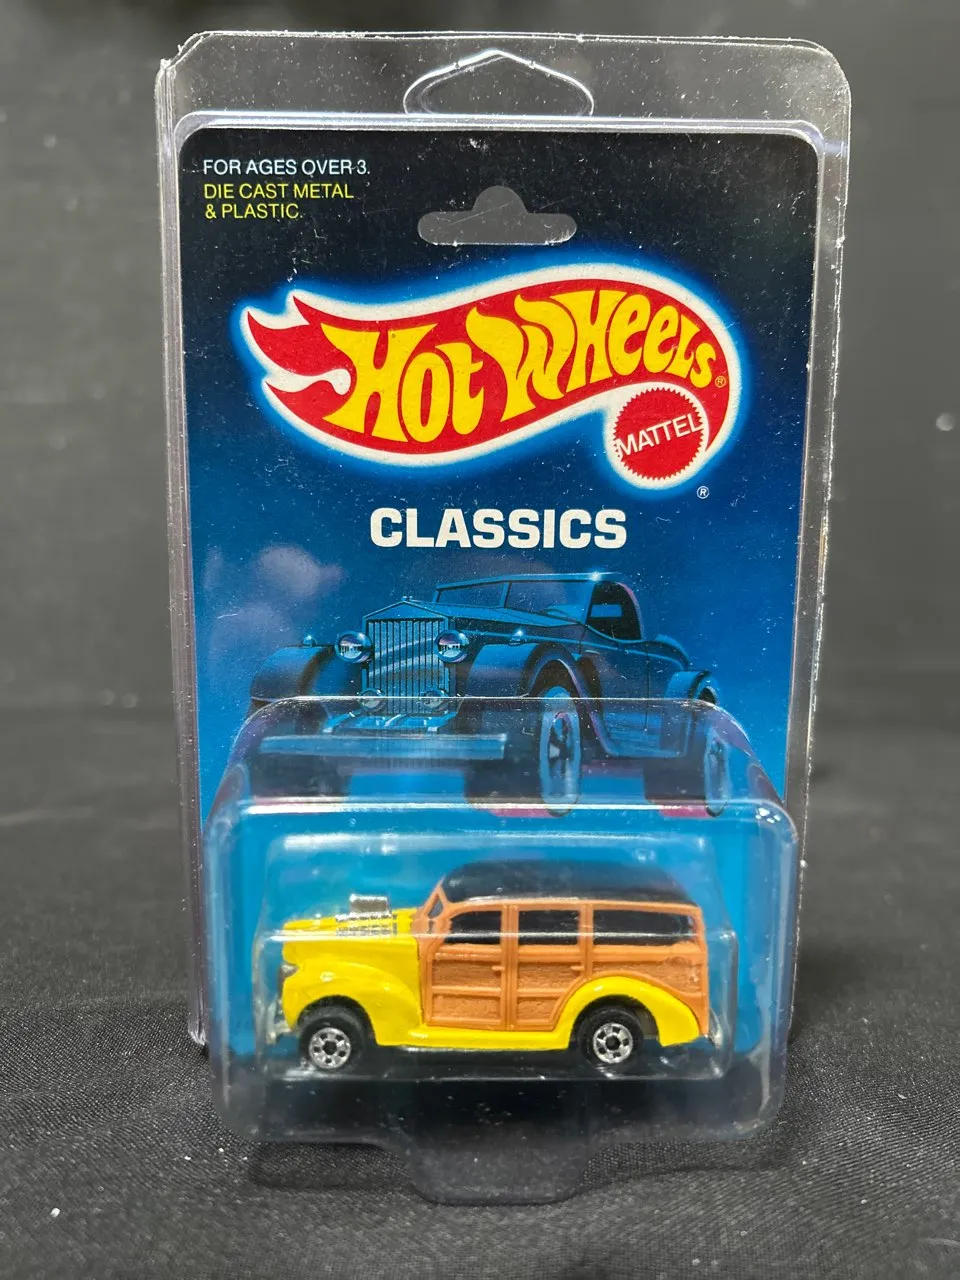 FOR AGES OVER 3.
DIE CAST METAL
& PLASTIC.
HOT WHEELS®
MATTEL
®
CLASSICS